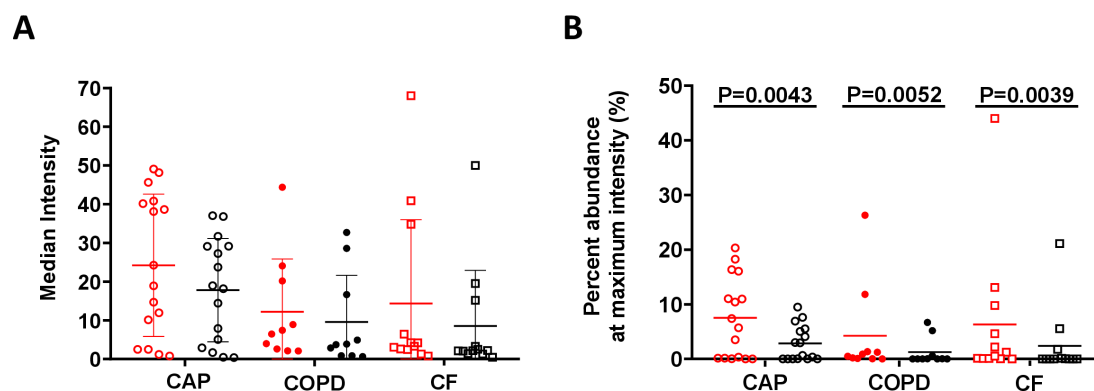 A
B
Median Intensity
70
60
50
40
30
20
10
0
CAP
COPD
CF
Percent abundance
at maximum intensity (%)
50
40
30
20
10
0
P=0.0043
P=0.0052
P=0.0039
CAP
COPD
CF